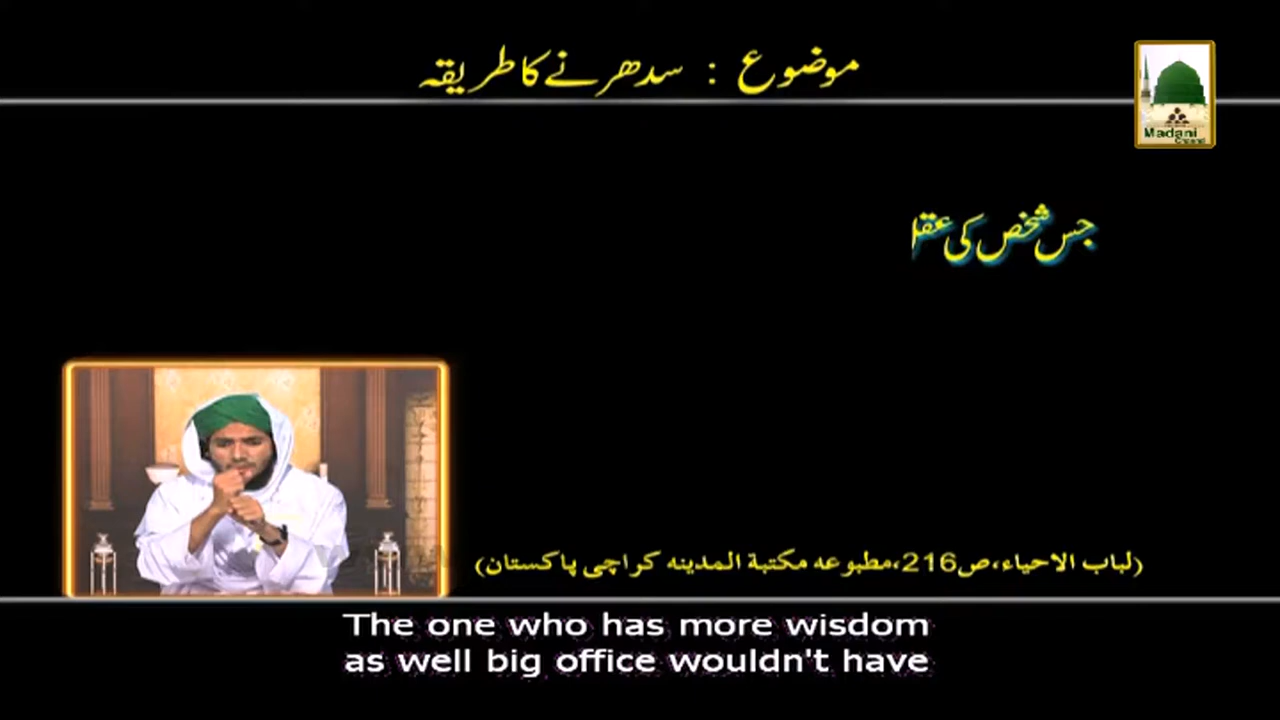 موضوع : سدھرنے کا طریقہ
Madani
Channel
جس شخص کی عقل
(لباب الاحیاء،ص216،مطبوعہ مکتبۃ المدینہ کراچی پاکستان)
The one who has more wisdom
as well big office wouldn't have